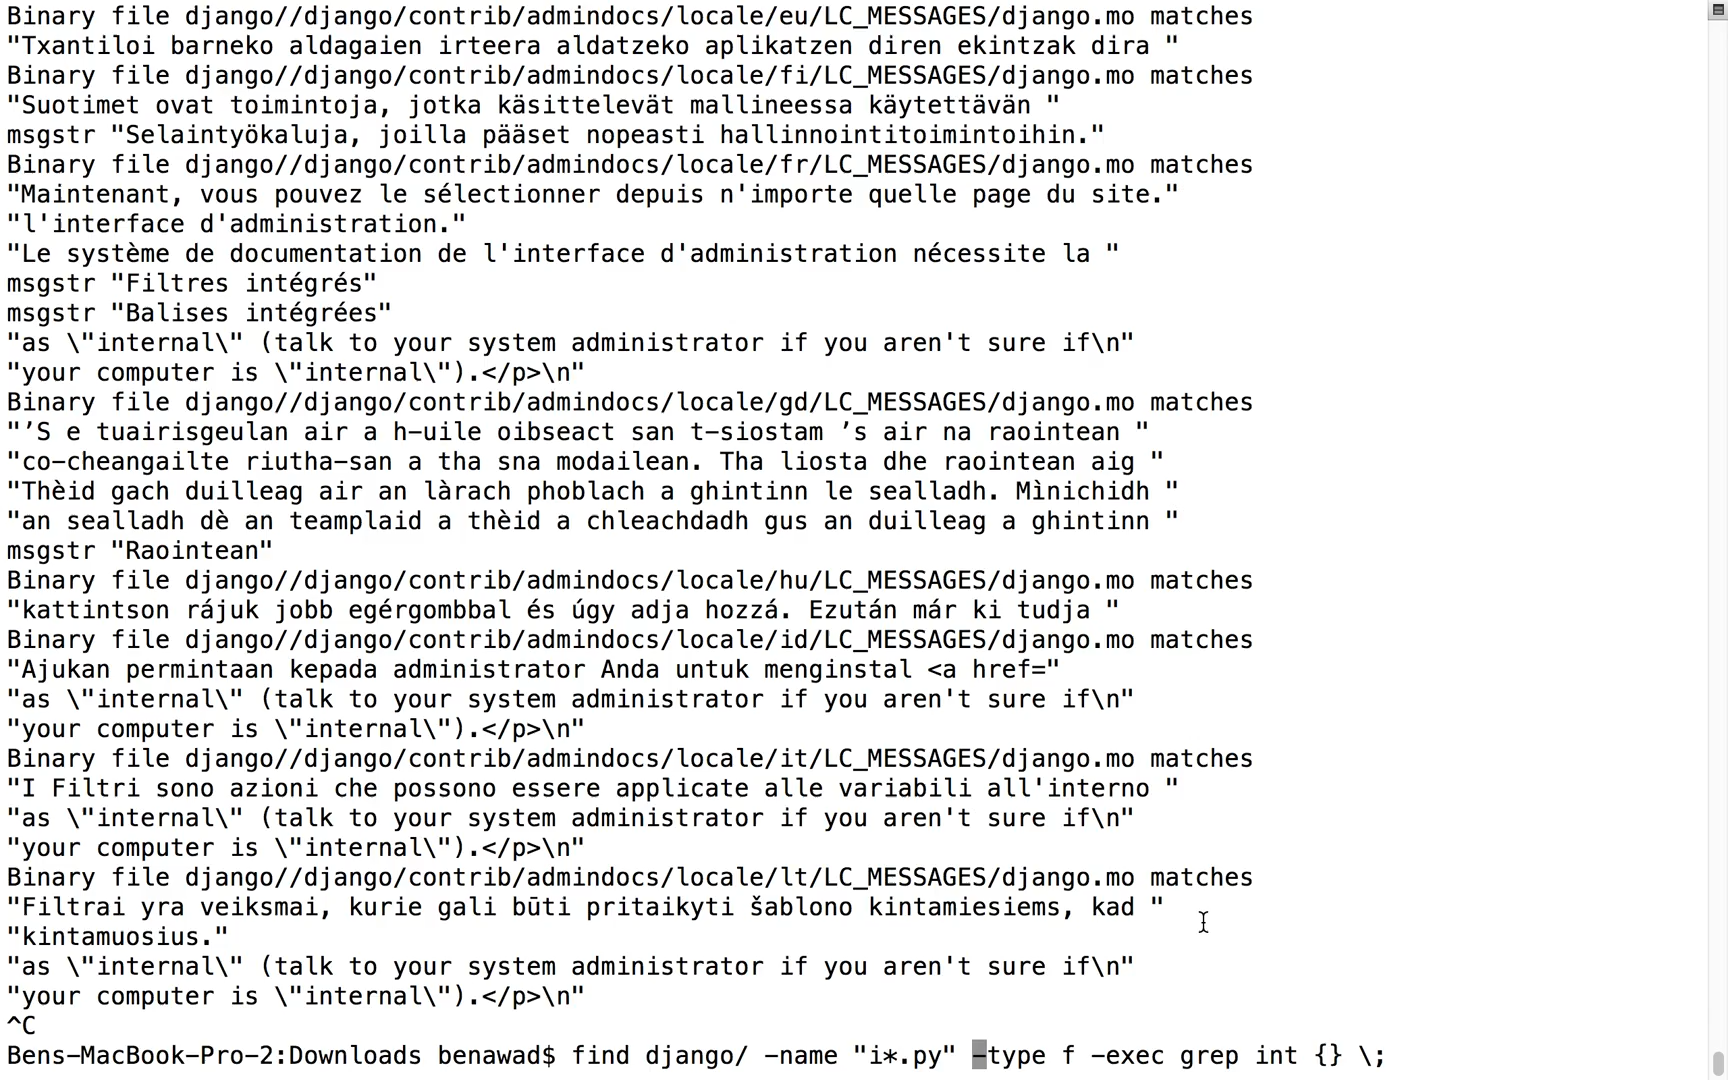 Binary file django//django/contrib/admindocs/locale/eu/LC_MESSAGES/django.mo matches
"Txantiloi barneko aldagaien irteera aldatzeko aplikatzen diren ekintzak dira "
Binary file django//django/contrib/admindocs/locale/fi/LC_MESSAGES/django.mo matches
"Suotimet ovat toimintoja, jotka käsittelevät mallineessa käytettävän "
msgstr "Selaintyökaluja, joilla pääset nopeasti hallinnointitoimintoihin."
Binary file django//django/contrib/admindocs/locale/fr/LC_MESSAGES/django.mo matches
"Maintenant, vous pouvez le sélectionner depuis n'importe quelle page du site."
"l'interface d'administration."
"Le système de documentation de l'interface d'administration nécessite la "
msgstr "Filtres intégrés"
msgstr "Balises intégrées"
"as \"internal\" (talk to your system administrator if you aren't sure if\n"
"your computer is \"internal\").</p>\n"
Binary file django//django/contrib/admindocs/locale/gd/LC_MESSAGES/django.mo matches
"’S e tuairisgeulan air a h-uile oibseact san t-siostam ’s air na raointean "
"co-cheangailte riutha-san a tha sna modailean. Tha liosta dhe raointean aig "
"Thèid gach duilleag air an làrach phoblach a ghintinn le sealladh. Mìnichidh "
"an sealladh dè an teamplaid a thèid a chleachdadh gus an duilleag a ghintinn "
msgstr "Raointean"
Binary file django//django/contrib/admindocs/locale/hu/LC_MESSAGES/django.mo matches
"kattintson rájuk jobb egérgombbal és úgy adja hozzá. Ezután már ki tudja "
Binary file django//django/contrib/admindocs/locale/id/LC_MESSAGES/django.mo matches
"Ajukan permintaan kepada administrator Anda untuk menginstal <a href="
"as \"internal\" (talk to your system administrator if you aren't sure if\n"
"your computer is \"internal\").</p>\n"
Binary file django//django/contrib/admindocs/locale/it/LC_MESSAGES/django.mo matches
"I Filtri sono azioni che possono essere applicate alle variabili all'interno "
"as \"internal\" (talk to your system administrator if you aren't sure if\n"
"your computer is \"internal\").</p>\n"
Binary file django//django/contrib/admindocs/locale/lt/LC_MESSAGES/django.mo matches
"Filtrai yra veiksmai, kurie gali būti pritaikyti šablono kintamiesiems, kad "
"kintamuosius."
"as \"internal\" (talk to your system administrator if you aren't sure if\n"
"your computer is \"internal\").</p>\n"
^C
Bens-MacBook-Pro-2:Downloads benawad$ find django/ -name "i*.py" -type f -exec grep int {} \;